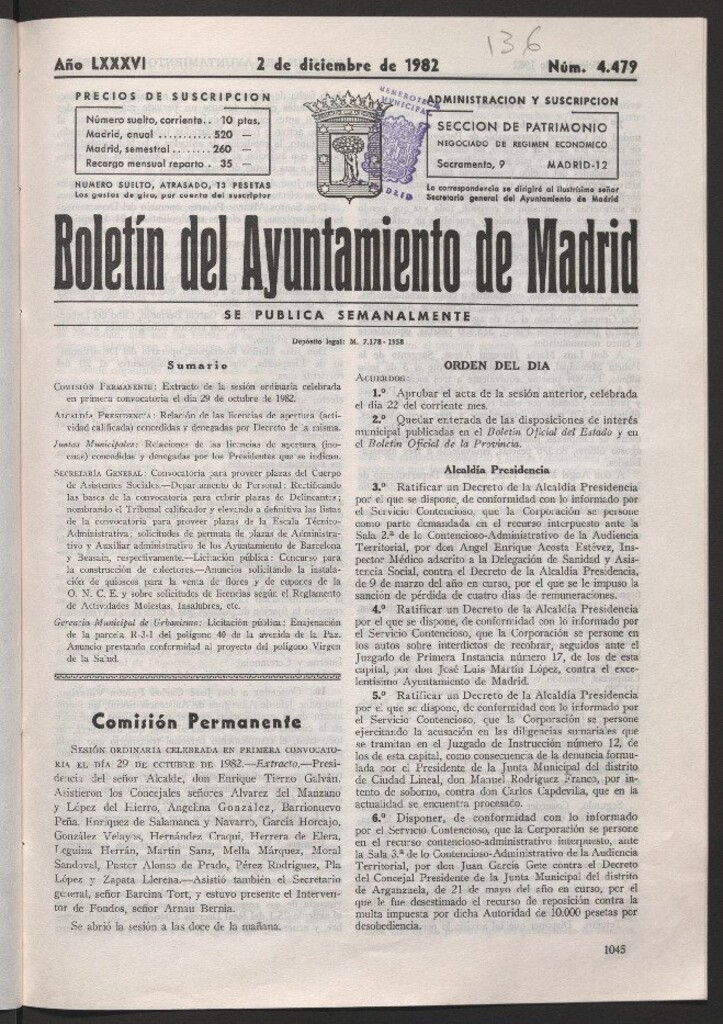 136
Año LXXXVI 2 de diciembre de 1982 Núm. 4.479
PRECIOS DE SUSCRIPCION
Número suelto, corriente.. 10 ptas.
Madrid, anual ........... 520 —
Madrid, semestral ........ 260 —
Recargo mensual reparto . 35 —
NUMERO SUELTO, ATRASADO, 13 PESETAS
Los gastos de giro, por cuenta del suscriptor
HEMEROTECA
MUNICIPAL
MADRID
ADMINISTRACION Y SUSCRIPCION
SECCION DE PATRIMONIO
NEGOCIADO DE REGIMEN ECONOMICO
Sacramento, 9 MADRID-12
La correspondencia se dirigirá al ilustrísimo señor
Secretario general del Ayuntamiento de Madrid
Boletín del Ayuntamiento de Madrid
SE PUBLICA SEMANALMENTE
Depósito legal: M. 7.178 - 1958
Sumario
COMISIÓN PERMANENTE: Extracto de la sesión ordinaria celebrada
en primera convocatoria el día 29 de octubre de 1982.
ALCALDÍA PRESIDENCIA: Relación de las licencias de apertura (acti-
vidad calificada) concedidas y denegadas por Decreto de la misma.
Juntas Municipales: Relaciones de las licencias de apertura (ino-
cuas) concedidas y denegadas por los Presidentes que se indican.
SECRETARÍA GENERAL: Convocatoria para proveer plazas del Cuerpo
de Asistentes Sociales.—Departamento de Personal: Rectificando
las bases de la convocatoria para cubrir plazas de Delineantes;
nombrando el Tribunal calificador y elevando a definitiva las listas
de la convocatoria para proveer plazas de la Escala Técnico-
Administrativa; solicitudes de permuta de plazas de Administra-
tivo y Auxiliar administrativo de los Ayuntamiento de Barcelona
y Beasain, respectivamente.—Licitación pública: Concurso para
la construcción de colectores.—Anuncios solicitando la instala-
ción de quioscos para la venta de flores y de cupones de la
O. N. C. E. y sobre solicitudes de licencias según el Reglamento
de Actividades Molestas, Insalubres, etc.
Gerencia Municipal de Urbanismo: Licitación pública: Enajenación
de la parcela R-3-1 del polígono 40 de la avenida de la Paz.
Anuncio prestando conformidad al proyecto del polígono Virgen
de la Salud.
Comisión Permanente
SESIÓN ORDINARIA CELEBRADA EN PRIMERA CONVOCATO-
RIA EL DÍA 29 DE OCTUBRE DE 1982.—Extracto.—Presi-
dencia del señor Alcalde, don Enrique Tierno Galván.
Asistieron los Concejales señores Alvarez del Manzano
y López del Hierro, Angelina González, Barrionuevo
Peña, Enríquez de Salamanca y Navarro, García Horcajo,
González Velayos, Hernández Craqui, Herrera de Elera,
Leguina Herrán, Martín Sanz, Mella Márquez, Moral
Sandoval, Pastor Alonso de Prado, Pérez Rodríguez, Pla
López y Zapata Llerena.—Asistió también el Secretario
general, señor Barcina Tort, y estuvo presente el Interven-
tor de Fondos, señor Arnau Bernia.
Se abrió la sesión a las doce de la mañana.
ORDEN DEL DIA
ACUERDOS:
1.º Aprobar el acta de la sesión anterior, celebrada
el día 22 del corriente mes.
2.º Quedar enterada de las disposiciones de interés
municipal publicadas en el Boletín Oficial del Estado y en
el Boletín Oficial de la Provincia.
Alcaldía Presidencia
3.º Ratificar un Decreto de la Alcaldía Presidencia
por el que se dispone, de conformidad con lo informado por
el Servicio Contencioso, que la Corporación se persone
como parte demandada en el recurso interpuesto ante la
Sala 2.ª de lo Contencioso-Administrativo de la Audiencia
Territorial, por don Angel Enrique Acosta Estévez, Ins-
pector Médico adscrito a la Delegación de Sanidad y Asis-
tencia Social, contra el Decreto de la Alcaldía Presidencia,
de 9 de marzo del año en curso, por el que se le impuso la
sanción de pérdida de cuatro días de remuneraciones.
4.º Ratificar un Decreto de la Alcaldía Presidencia
por el que se dispone, de conformidad con lo informado por
el Servicio Contencioso, que la Corporación se persone en
los autos sobre interdictos de recobrar, seguidos ante el
Juzgado de Primera Instancia número 17, de los de esta
capital, por don José Luis Martín López, contra el exce-
lentísimo Ayuntamiento de Madrid.
5.º Ratificar un Decreto de la Alcaldía Presidencia
por el que se dispone, de conformidad con lo informado
por el Servicio Contencioso, que la Corporación se persone
ejercitando la acusación en las diligencias sumariales que
se tramitan en el Juzgado de Instrucción número 12, de
los de esta capital, como consecuencia de la denuncia formu-
lada por el Presidente de la Junta Municipal del distrito
de Ciudad Lineal, don Manuel Rodríguez Franco, por in-
tento de soborno, contra don Carlos Capdevilla, que en la
actualidad se encuentra procesado.
6.º Disponer, de conformidad con lo informado
por el Servicio Contencioso, que la Corporación se persone
en el recurso contencioso-administrativo interpuesto, ante
la Sala 3.ª de lo Contencioso-Administrativo de la Audiencia
Territorial, por don Juan García Gete contra el Decreto
del Concejal Presidente de la Junta Municipal del distrito
de Arganzuela, de 21 de mayo del año en curso, por el
que le fue desestimado el recurso de reposición contra la
multa impuesta por dicha Autoridad de 10.000 pesetas por
desobediencia.
1045